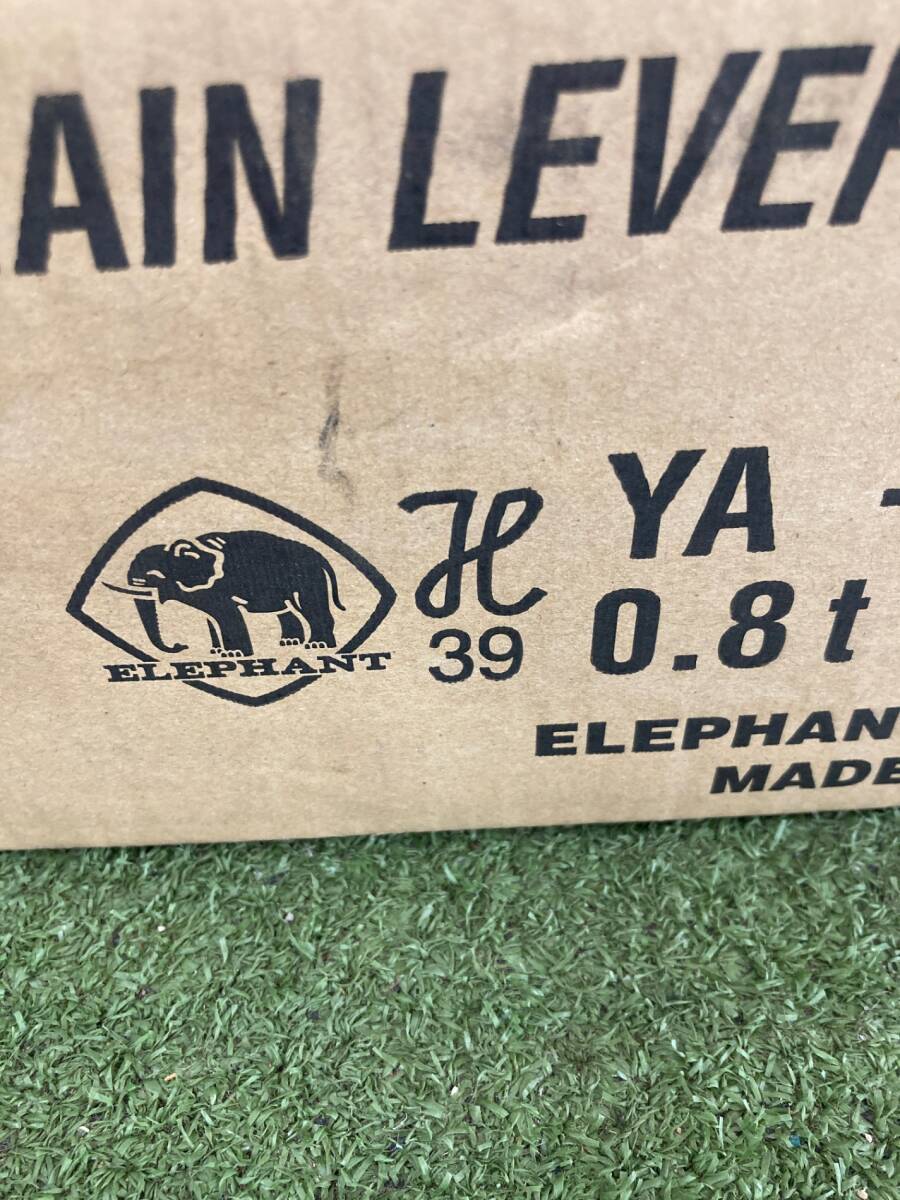 AIN LEVE
YA -
0.8t
ELEPHANT
H
39
ELEPHAN
MADE